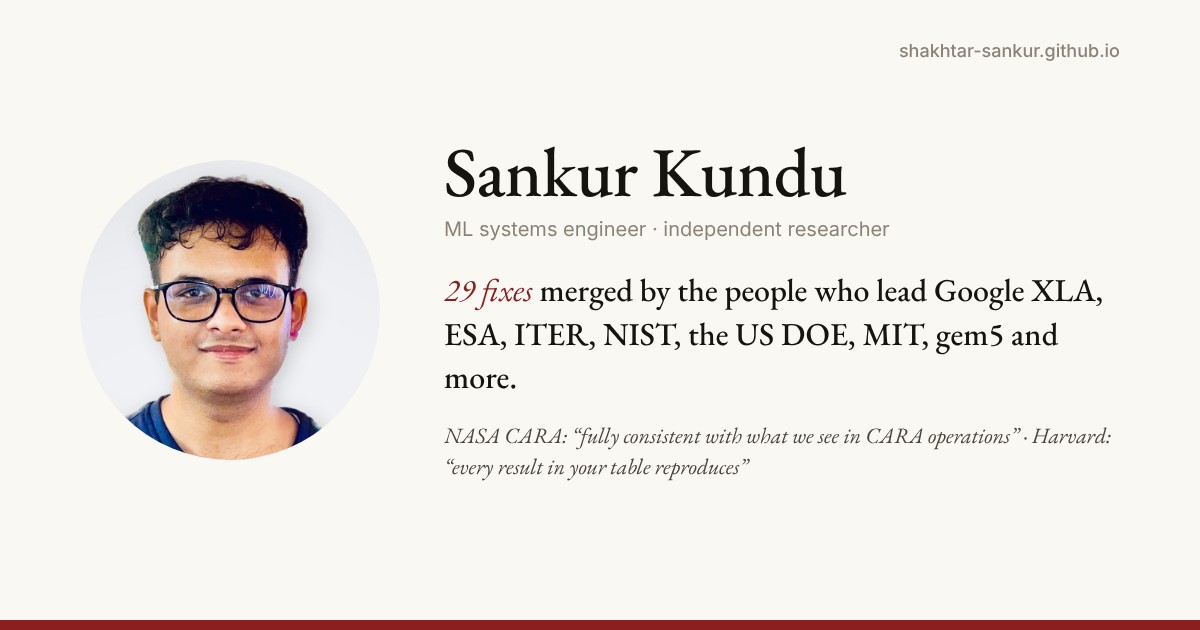 shakhtar-sankur.github.io
Sankur Kundu
ML systems engineer · independent researcher
29 fixes merged by the people who lead Google XLA,
ESA, ITER, NIST, the US DOE, MIT, gem5 and
more.
NASA CARA: “fully consistent with what we see in CARA operations” · Harvard:
“every result in your table reproduces”